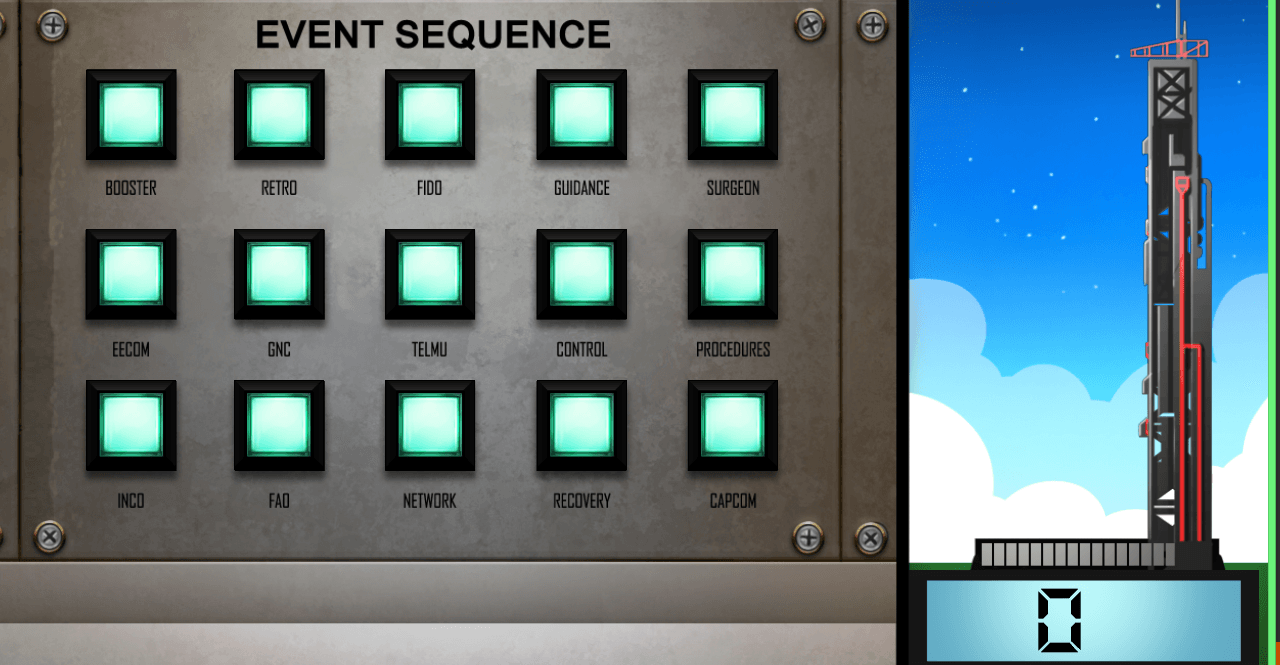 EVENT SEQUENCE
BOOSTER RETRO FIDO GUIDANCE SURGEON
EECOM GNC TELMU CONTROL PROCEDURES
INCO FAO NETWORK RECOVERY CAPCOM
0